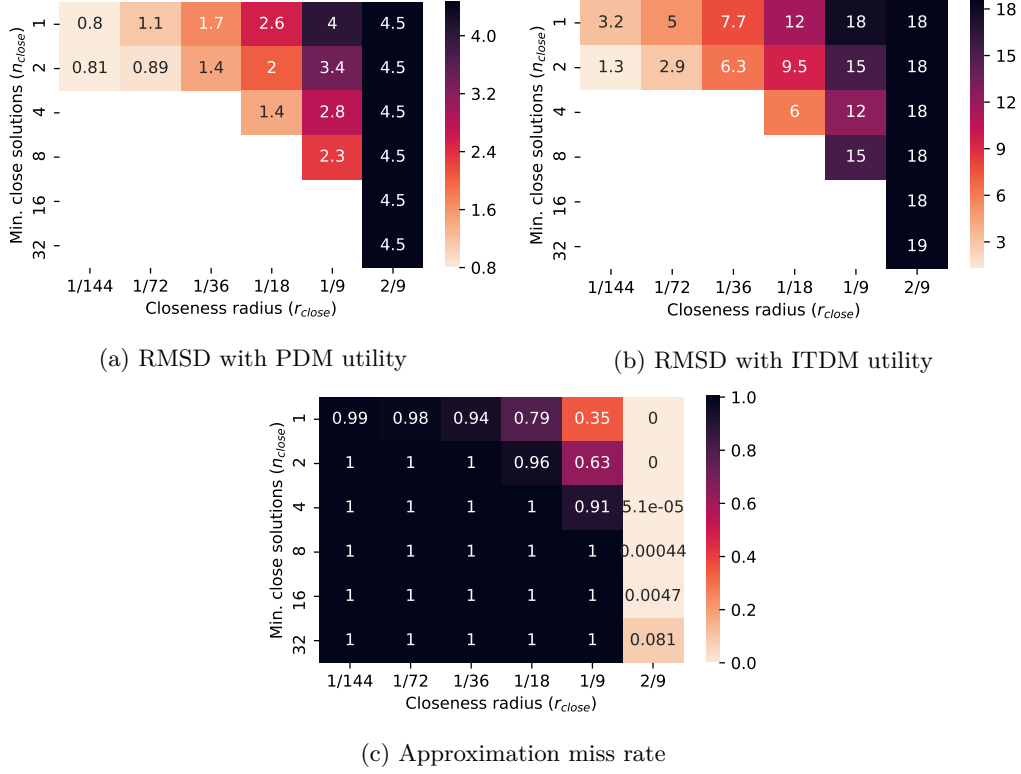 Min. close solutions (n_close)
1 0.8 1.1 1.7 2.6 4 4.5
2 0.81 0.89 1.4 2 3.4 4.5
4 1.4 2.8 4.5
8 2.3 4.5
16 4.5
32 4.5
1/144 1/72 1/36 1/18 1/9 2/9
Closeness radius (r_close)
4.0
3.2
2.4
1.6
0.8
(a) RMSD with PDM utility
Min. close solutions (n_close)
1 3.2 5 7.7 12 18 18
2 1.3 2.9 6.3 9.5 15 18
4 6 12 18
8 15 18
16 18
32 19
1/144 1/72 1/36 1/18 1/9 2/9
Closeness radius (r_close)
18
15
12
9
6
3
(b) RMSD with ITDM utility
Min. close solutions (n_close)
1 0.99 0.98 0.94 0.79 0.35 0
2 1 1 1 0.96 0.63 0
4 1 1 1 1 0.91 5.1e-05
8 1 1 1 1 1 0.00044
16 1 1 1 1 1 0.0047
32 1 1 1 1 1 0.081
1/144 1/72 1/36 1/18 1/9 2/9
Closeness radius (r_close)
1.0
0.8
0.6
0.4
0.2
0.0
(c) Approximation miss rate